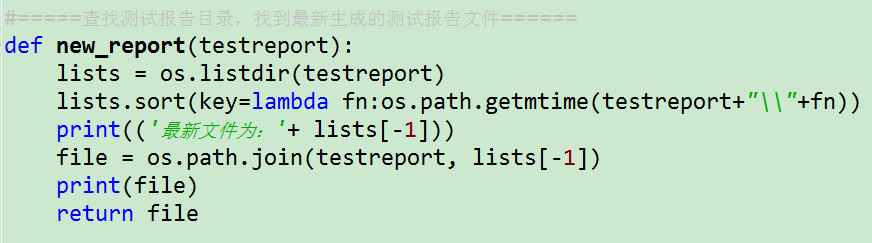 #=====查找测试报告目录，找到最新生成的测试报告文件======
def new_report(testreport):
    lists = os.listdir(testreport)
    lists.sort(key=lambda fn:os.path.getmtime(testreport+"\\"+fn))
    print(('最新文件为：'+ lists[-1]))
    file = os.path.join(testreport, lists[-1])
    print(file)
    return file